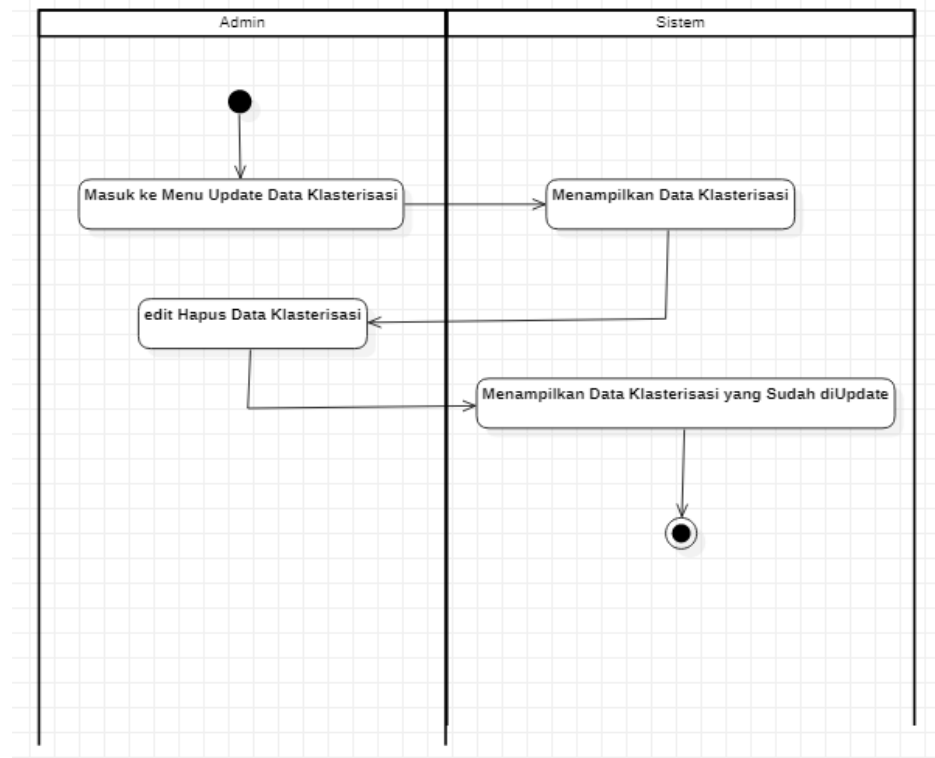 Admin
Sistem
Masuk ke Menu Update Data Klasterisasi
Menampilkan Data Klasterisasi
edit Hapus Data Klasterisasi
Menampilkan Data Klasterisasi yang Sudah diUpdate